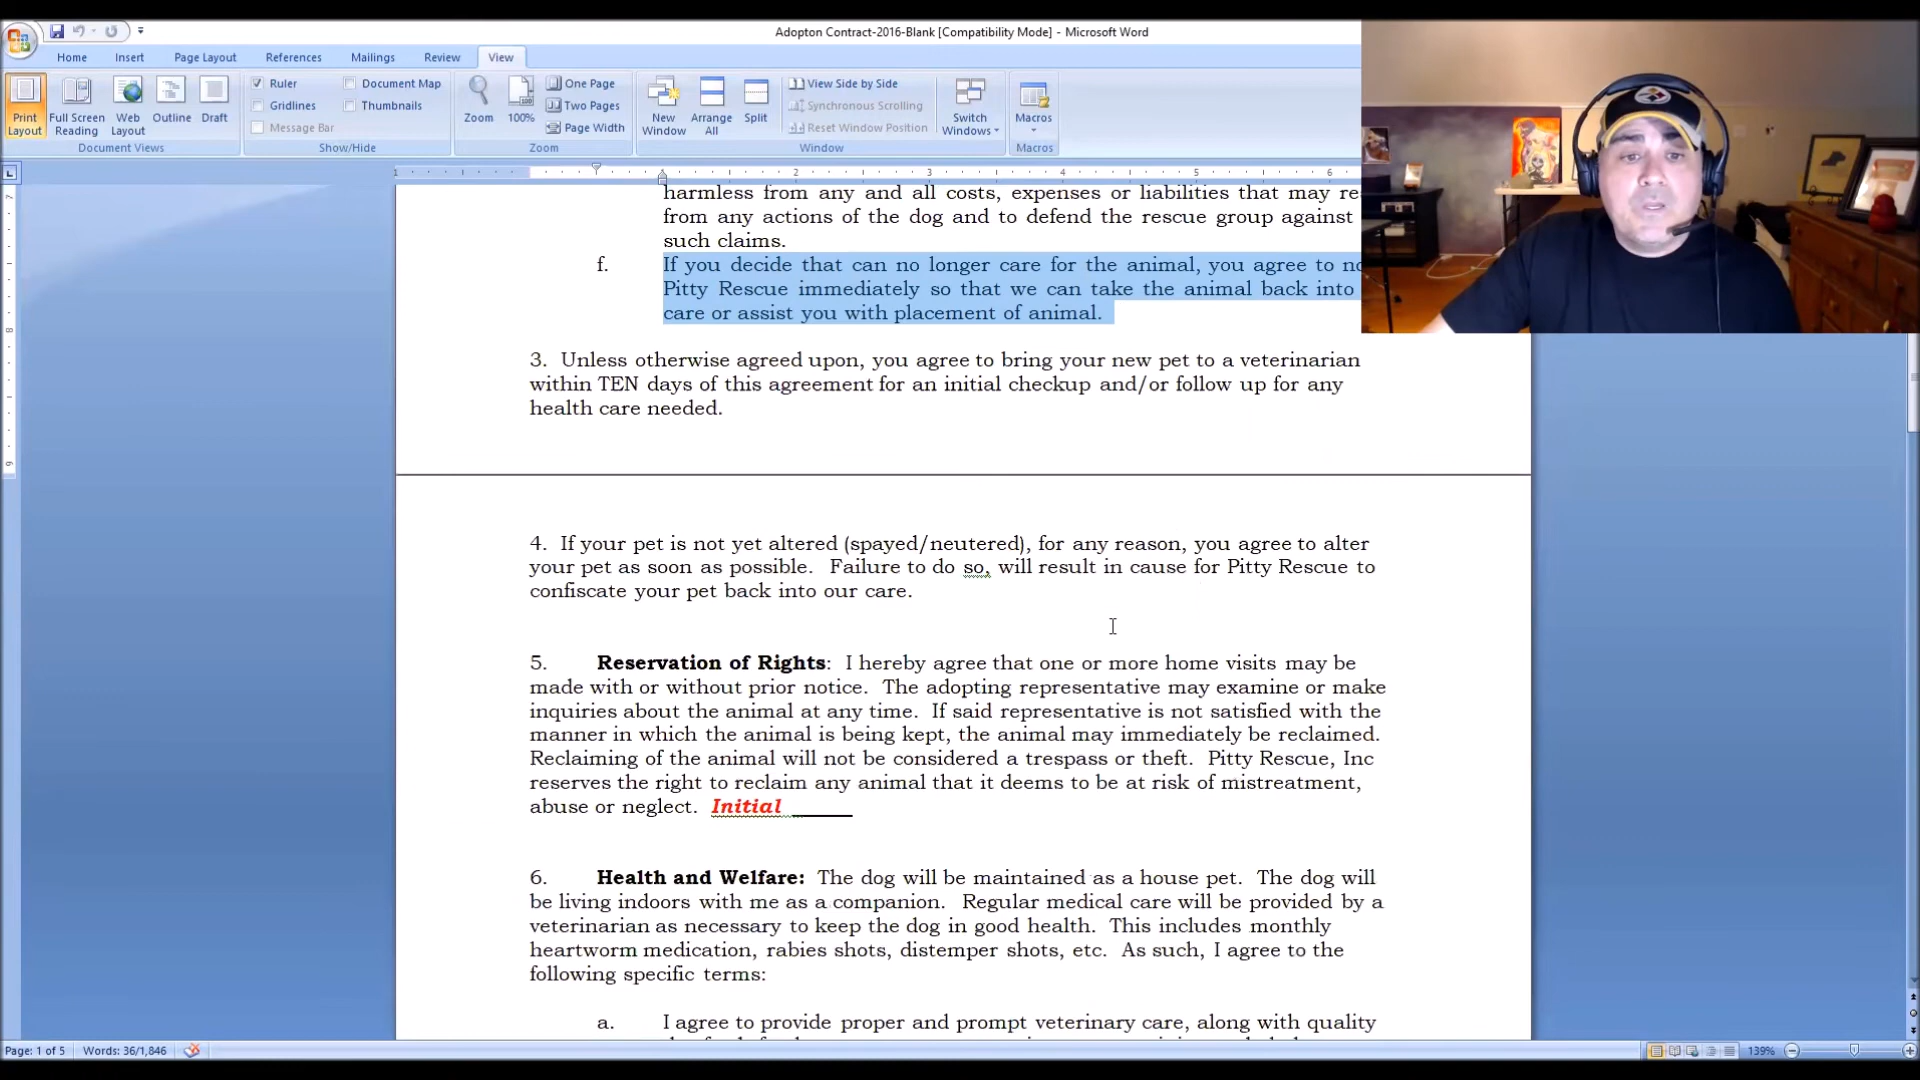 Adopton Contract-2016-Blank [Compatibility Mode] - Microsoft Word
Home Insert Page Layout References Mailings Review View
Ruler Document Map One Page View Side by Side
Gridlines Thumbnails Two Pages Synchronous Scrolling
Message Bar Page Width Reset Window Position
Print Layout Full Screen Reading Web Layout Outline Draft Zoom 100% New Window Arrange All Split Switch Windows Macros
Document Views Show/Hide Zoom Window Macros
1 1 2 3 4 5 6
harmless from any and all costs, expenses or liabilities that may
from any actions of the dog and to defend the rescue group against
such claims.
f. If you decide that can no longer care for the animal, you agree to
Pitty Rescue immediately so that we can take the animal back into
care or assist you with placement of animal.
3. Unless otherwise agreed upon, you agree to bring your new pet to a veterinarian
within TEN days of this agreement for an initial checkup and/or follow up for any
health care needed.
4. If your pet is not yet altered (spayed/neutered), for any reason, you agree to alter
your pet as soon as possible. Failure to do so, will result in cause for Pitty Rescue to
confiscate your pet back into our care.
5. Reservation of Rights: I hereby agree that one or more home visits may be
made with or without prior notice. The adopting representative may examine or make
inquiries about the animal at any time. If said representative is not satisfied with the
manner in which the animal is being kept, the animal may immediately be reclaimed.
Reclaiming of the animal will not be considered a trespass or theft. Pitty Rescue, Inc
reserves the right to reclaim any animal that it deems to be at risk of mistreatment,
abuse or neglect. Initial _____
6. Health and Welfare: The dog will be maintained as a house pet. The dog will
be living indoors with me as a companion. Regular medical care will be provided by a
veterinarian as necessary to keep the dog in good health. This includes monthly
heartworm medication, rabies shots, distemper shots, etc. As such, I agree to the
following specific terms:
a. I agree to provide proper and prompt veterinary care, along with quality
Page: 1 of 5 Words: 36/1,846 139%